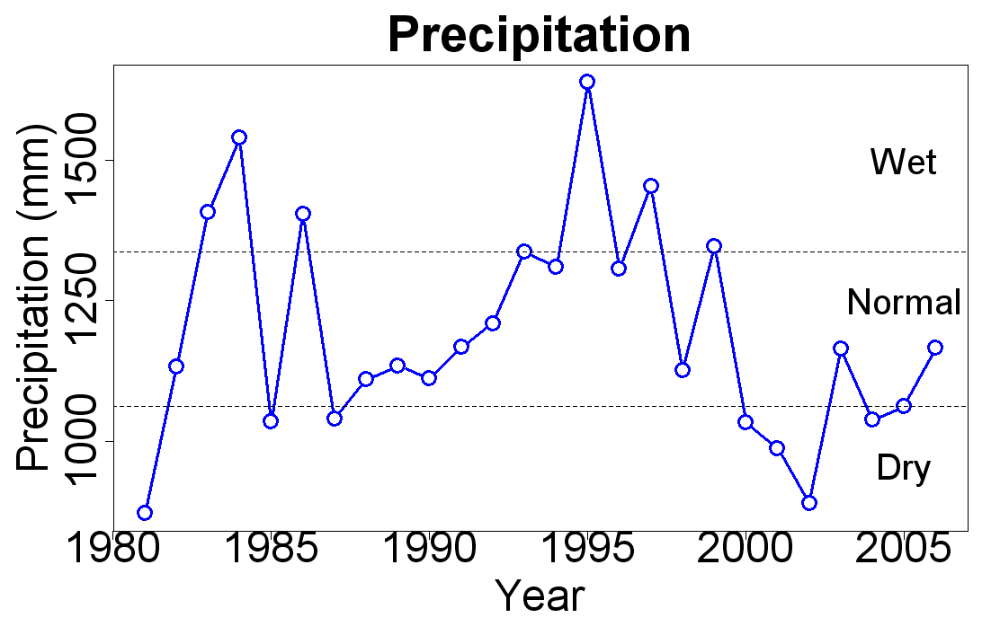 Precipitation
Precipitation (mm)
1500
1250
1000
Wet
Normal
Dry
1980 1985 1990 1995 2000 2005
Year